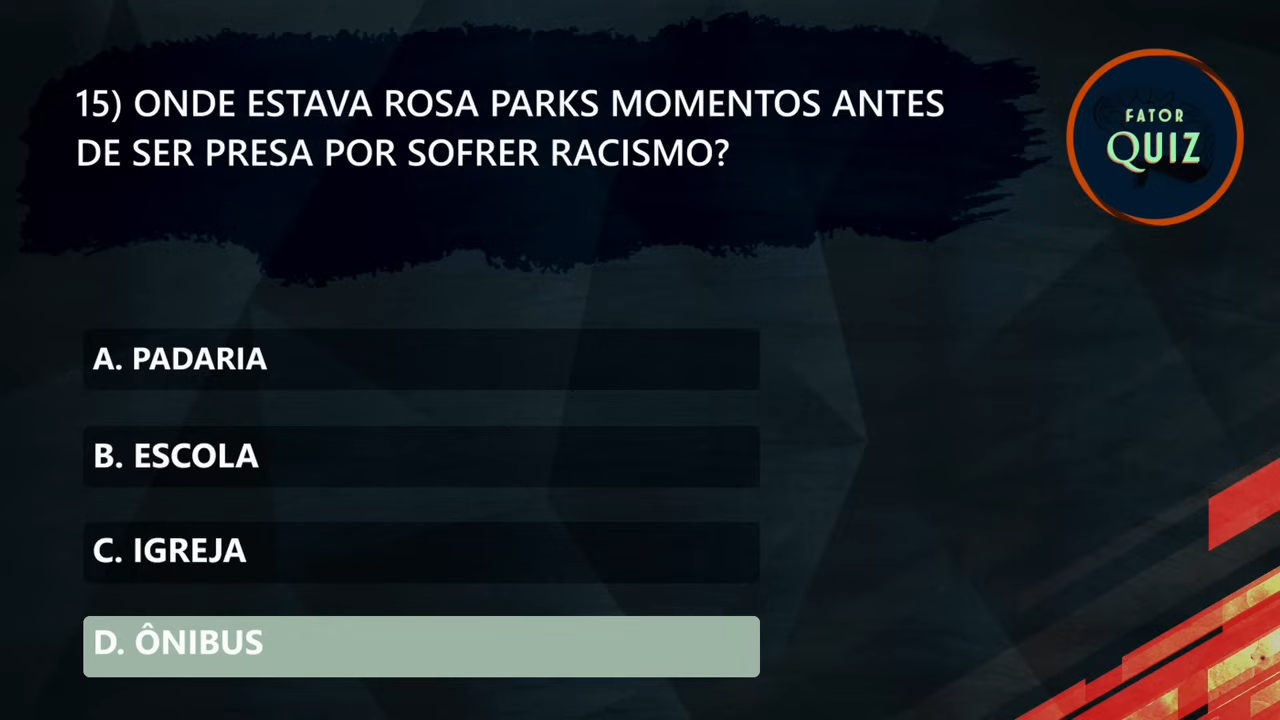 15) ONDE ESTAVA ROSA PARKS MOMENTOS ANTES
DE SER PRESA POR SOFRER RACISMO?
FATOR
QUIZ
A. PADARIA
B. ESCOLA
C. IGREJA
D. ÔNIBUS